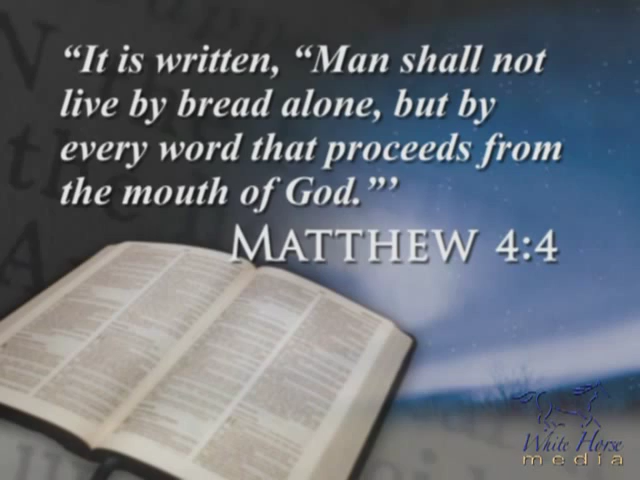 “It is written, “Man shall not
live by bread alone, but by
every word that proceeds from
the mouth of God.”’
MATTHEW 4:4
White Horse
media